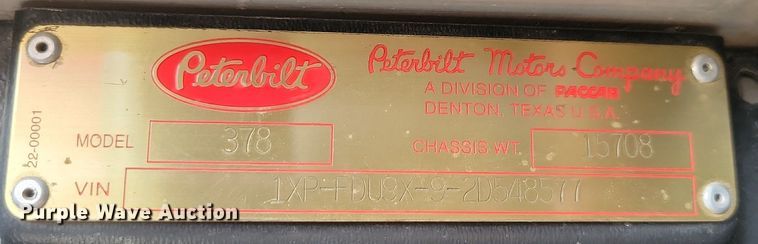 Peterbilt
Peterbilt Motors Company
A DIVISION OF PACCAR
DENTON, TEXAS U.S.A.
22-00001
MODEL 378 CHASSIS WT. 15708
VIN 1XP-FDU9X-9-2D548577
Purple Wave Auction